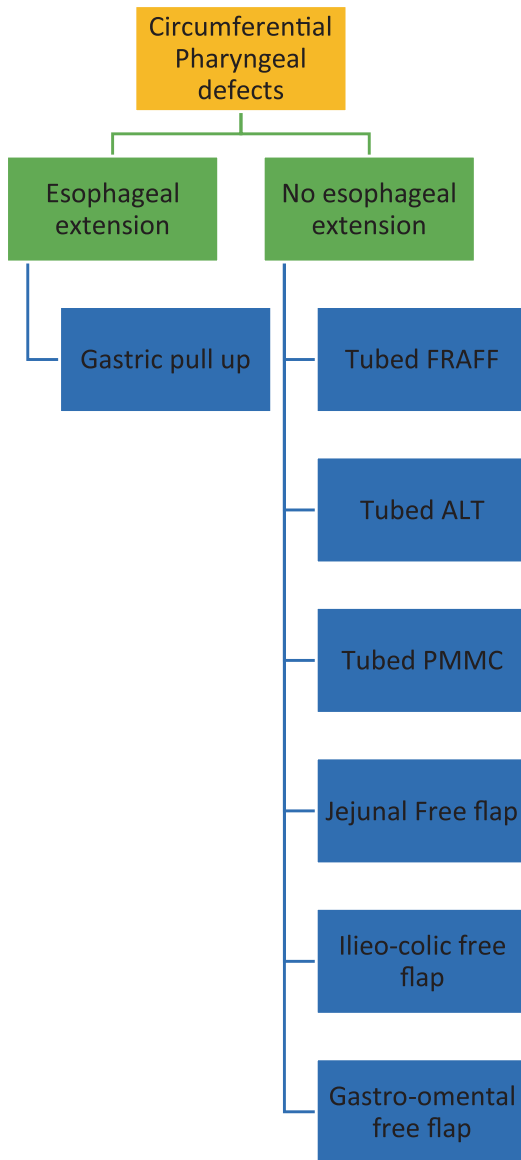 Circumferential
Pharyngeal
defects
Esophageal
extension
No esophageal
extension
Gastric pull up
Tubed FRAFF
Tubed ALT
Tubed PMMC
Jejunal Free flap
Ilieo-colic free
flap
Gastro-omental
free flap